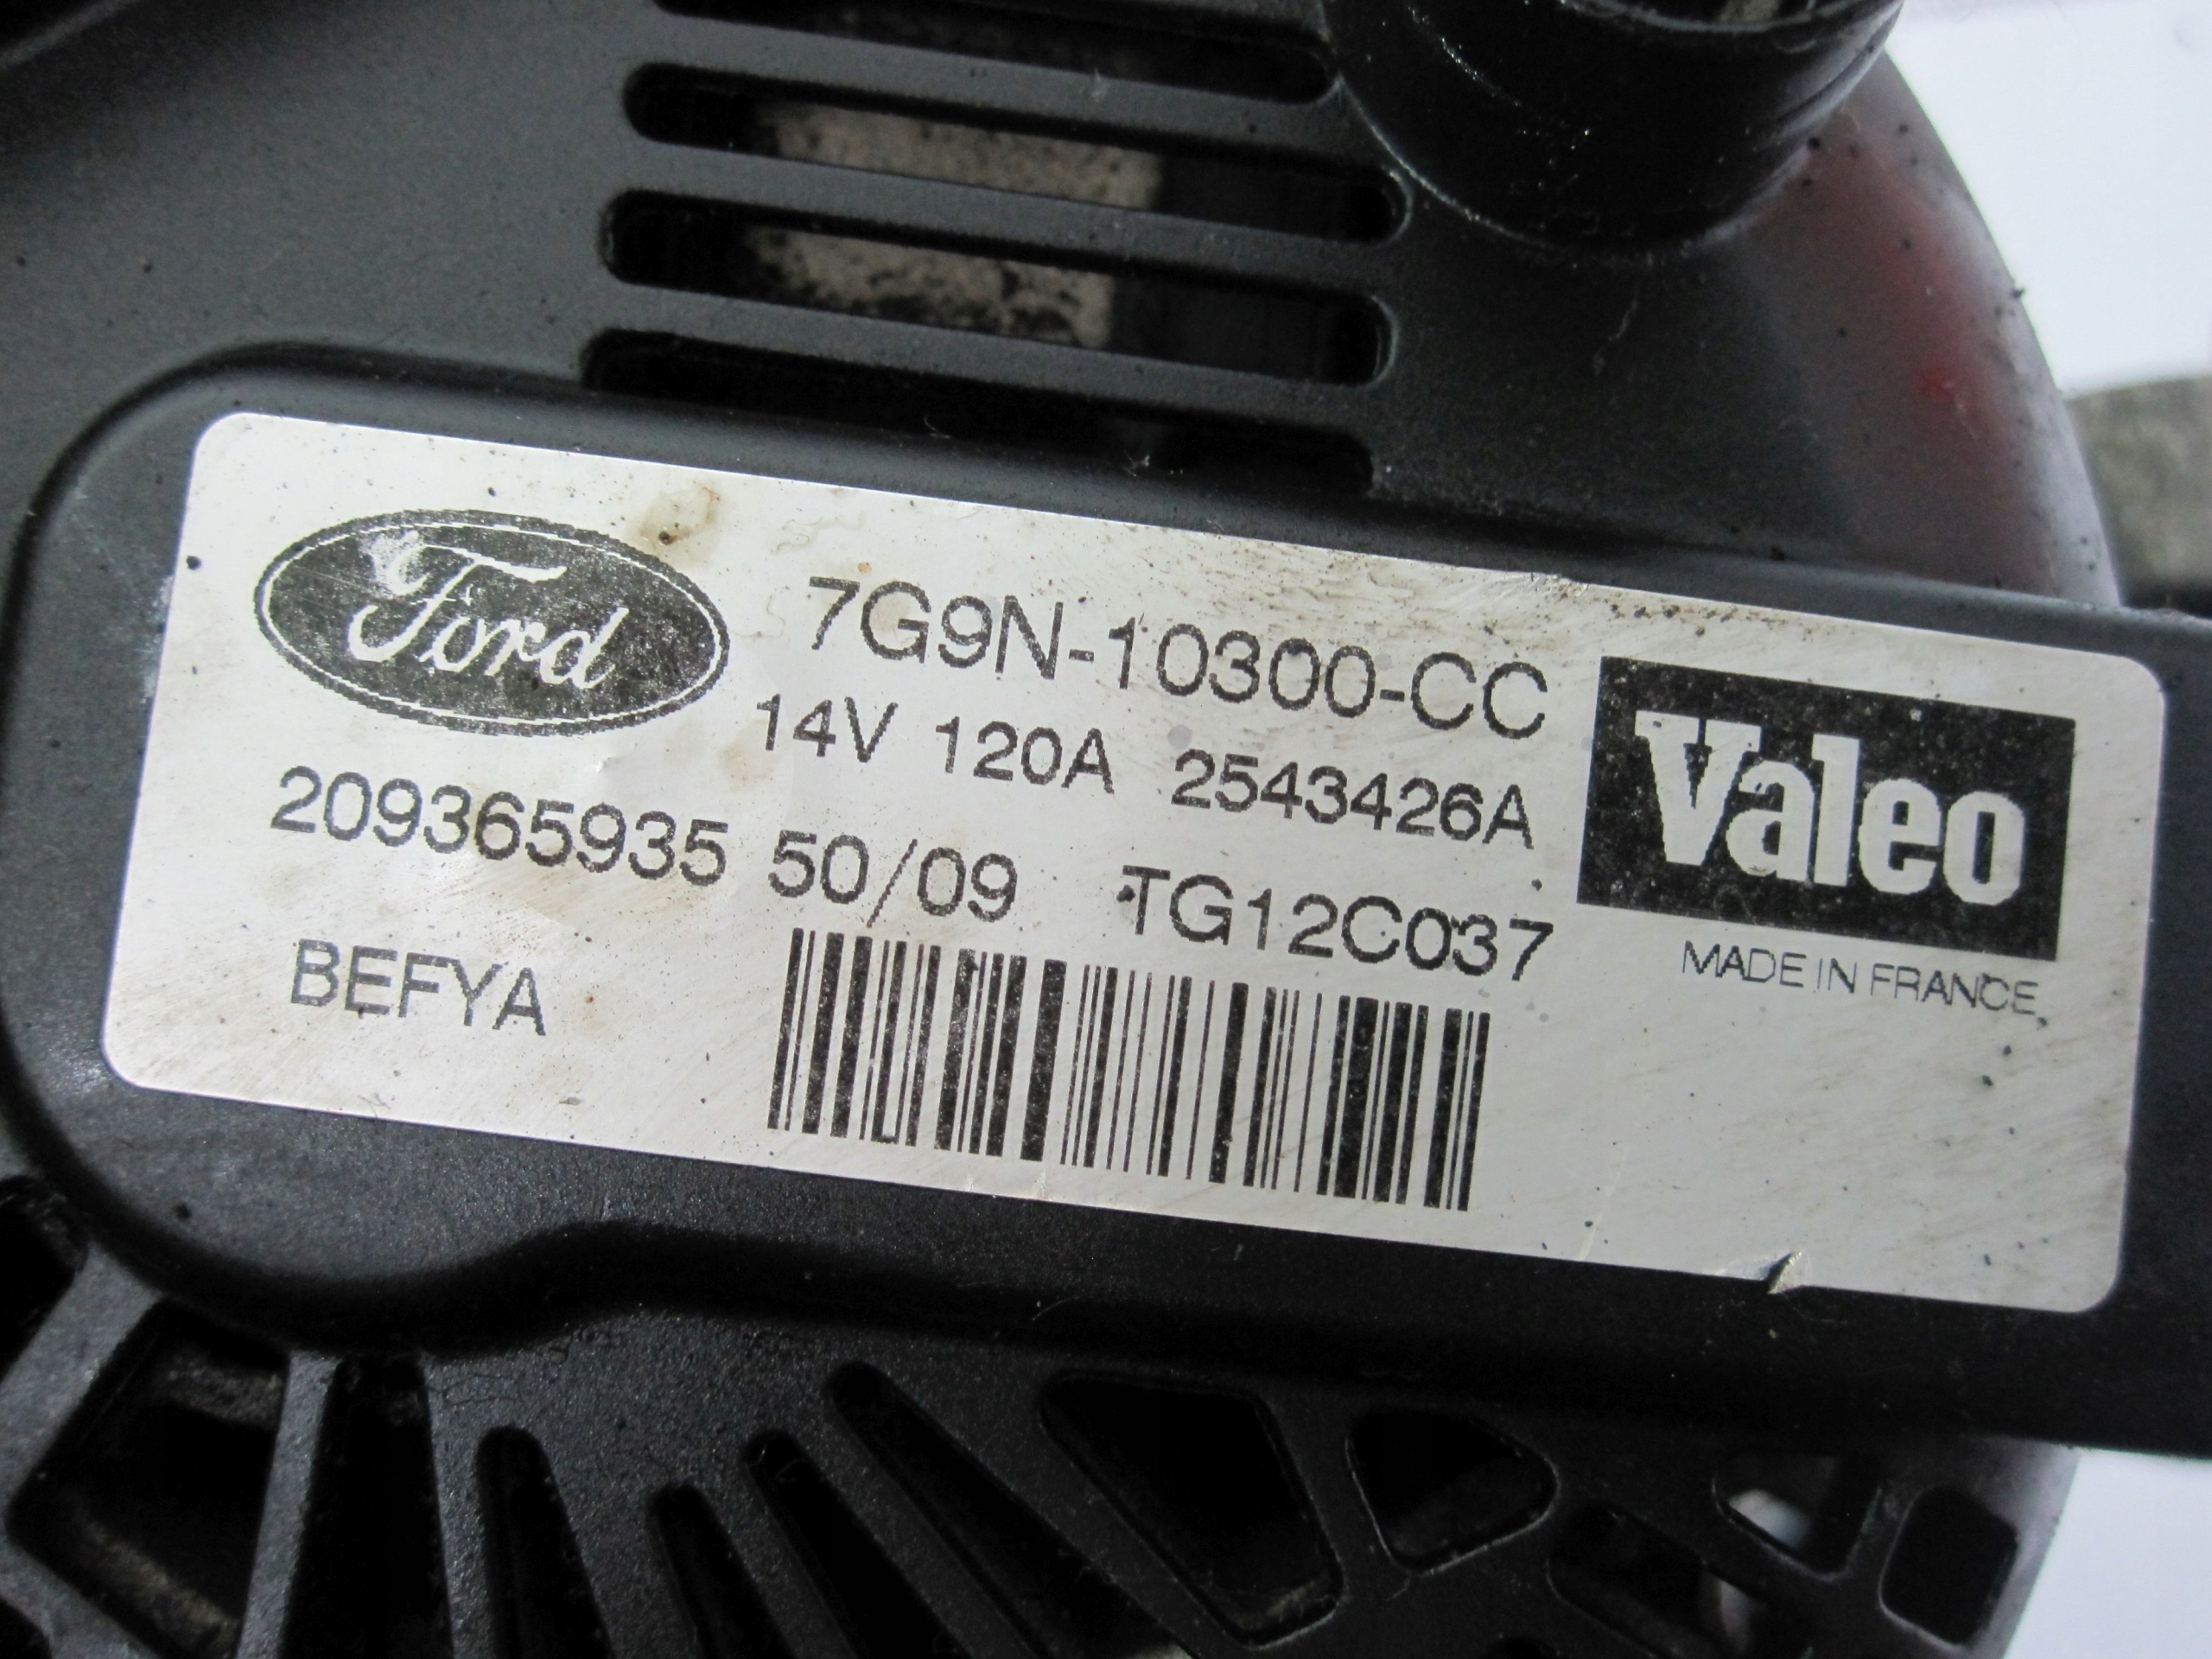 Ford
7G9N-10300-CC
14V 120A 2543426A
Valeo
209365935 50/09 TG12C037
MADE IN FRANCE
BEFYA